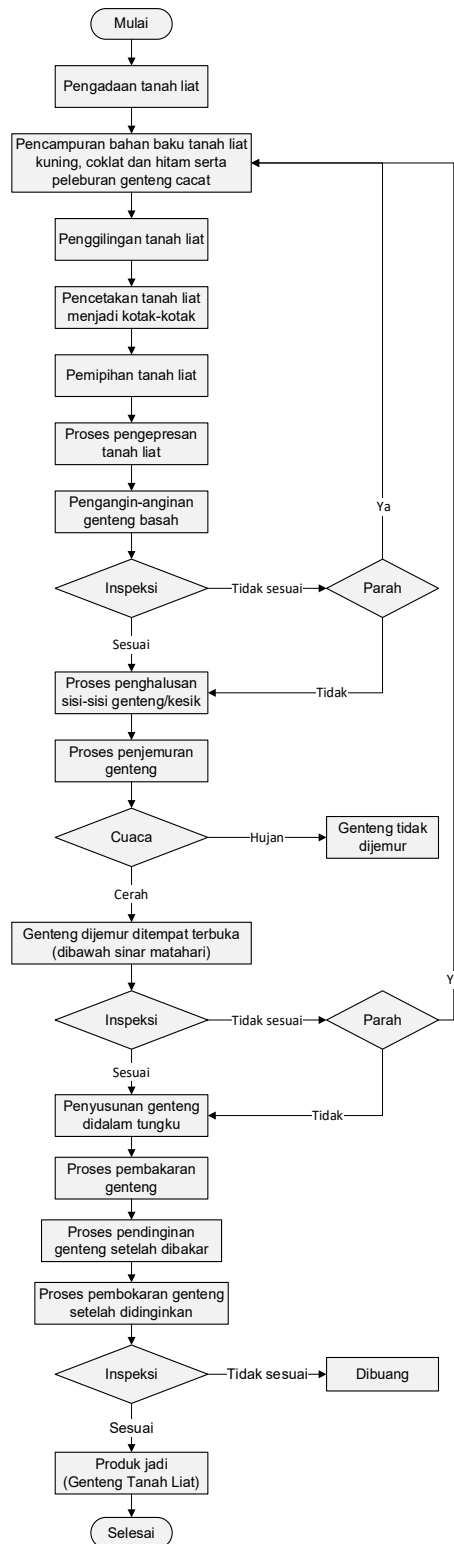 Mulai
Pengadaan tanah liat
Pencampuran bahan baku tanah liat
kuning, coklat dan hitam serta
peleburan genteng cacat
Penggilingan tanah liat
Pencetakan tanah liat
menjadi kotak-kotak
Pemipihan tanah liat
Proses pengepresan
tanah liat
Pengangin-anginan
genteng basah
Ya
Inspeksi
Tidak sesuai
Parah
Sesuai
Proses penghalusan
sisi-sisi genteng/kesik
Tidak
Proses penjemuran
genteng
Cuaca
Hujan
Genteng tidak
dijemur
Cerah
Genteng dijemur ditempat terbuka
(dibawah sinar matahari)
Y
Inspeksi
Tidak sesuai
Parah
Sesuai
Penyusunan genteng
didalam tungku
Tidak
Proses pembakaran
genteng
Proses pendinginan
genteng setelah dibakar
Proses pembokaran genteng
setelah didinginkan
Inspeksi
Tidak sesuai
Dibuang
Sesuai
Produk jadi
(Genteng Tanah Liat)
Selesai